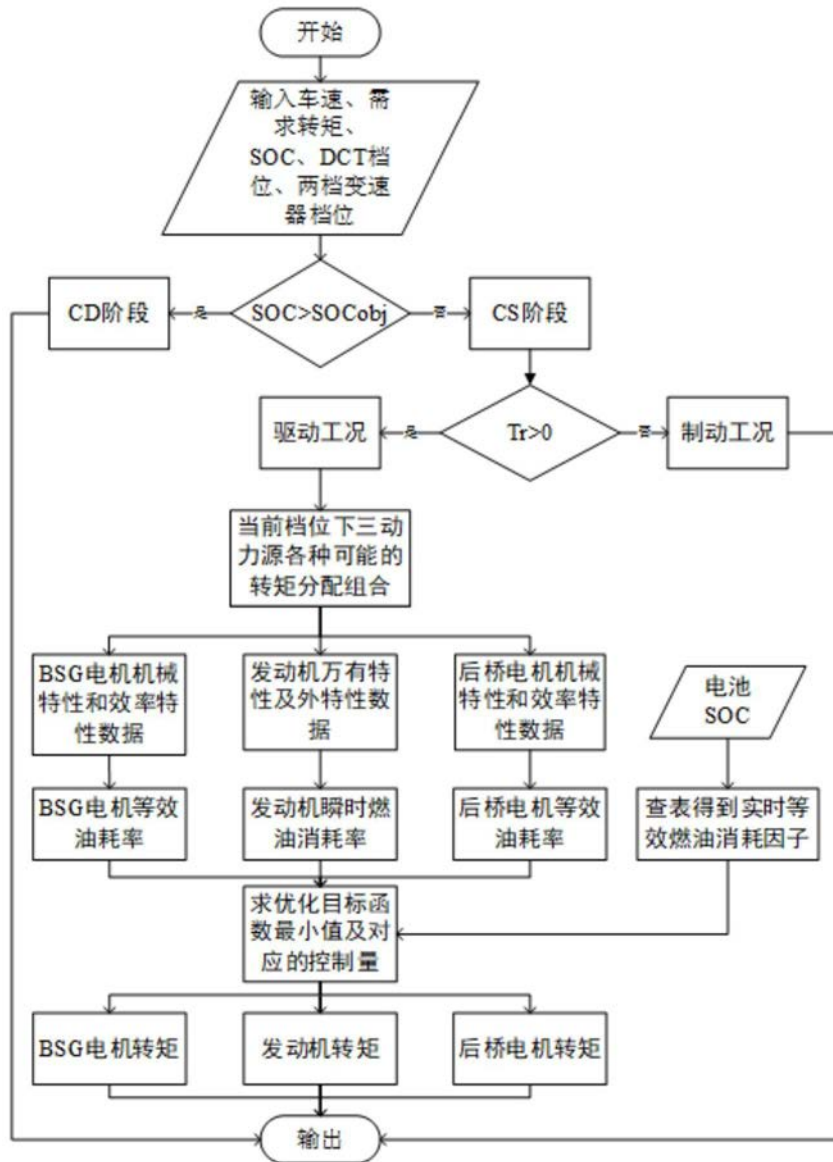 开始
输入车速、需
求转矩、
SOC、DCT档
位、两档变速
器档位
CD阶段
是
SOC>SOCobj
否
CS阶段
驱动工况
是
Tr>0
否
制动工况
当前档位下三动
力源各种可能的
转矩分配组合
BSG电机机械
特性和效率特
性数据
发动机万有特
性及外特性数
据
后桥电机机械
特性和效率特
性数据
电池
SOC
BSG电机等效
油耗率
发动机瞬时燃
油消耗率
后桥电机等效
油耗率
查表得到实时等
效燃油消耗因子
求优化目标函
数最小值及对
应的控制量
BSG电机转矩
发动机转矩
后桥电机转矩
输出